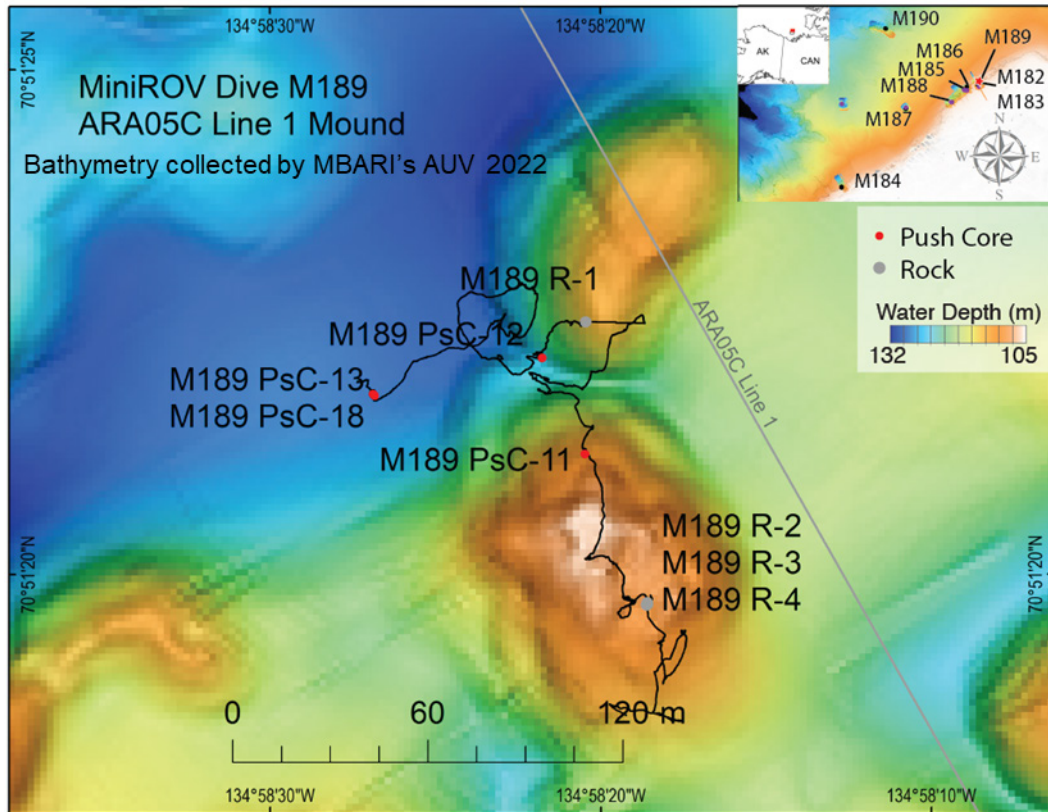 134°58'30"W
134°58'20"W
70°51'25"N
MiniROV Dive M189
ARA05C Line 1 Mound
Bathymetry collected by MBARI's AUV 2022
AK
CAN
M190
M186
M185
M188
M189
M182
M183
M187
M184
N
W
E
S
Push Core
Rock
Water Depth (m)
132
105
M189 R-1
M189 PsC-12
M189 PsC-13
M189 PsC-18
M189 PsC-11
ARA05C Line 1
M189 R-2
M189 R-3
M189 R-4
70°51'20"N
70°51'20"N
0
60
120 m
134°58'30"W
134°58'20"W
134°58'10"W